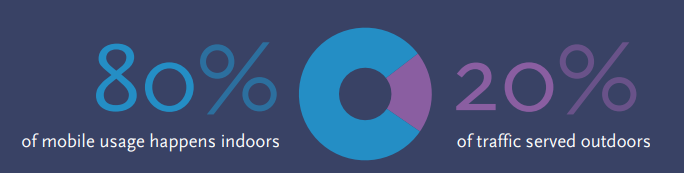 80%
of mobile usage happens indoors
20%
of traffic served outdoors